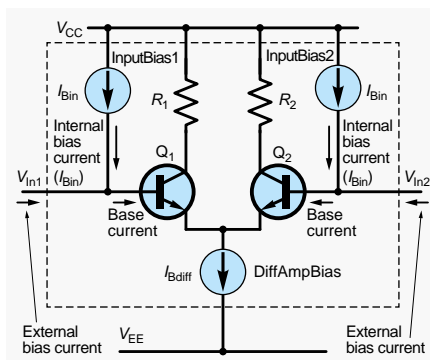 VCC
InputBias1
InputBias2
IBin
R1
R2
IBin
Internal
bias
current
(IBin)
Internal
bias
current
(IBin)
Q1
Q2
VIn1
VIn2
Base
current
Base
current
IBdiff
DiffAmpBias
External
bias current
VEE
External
bias current